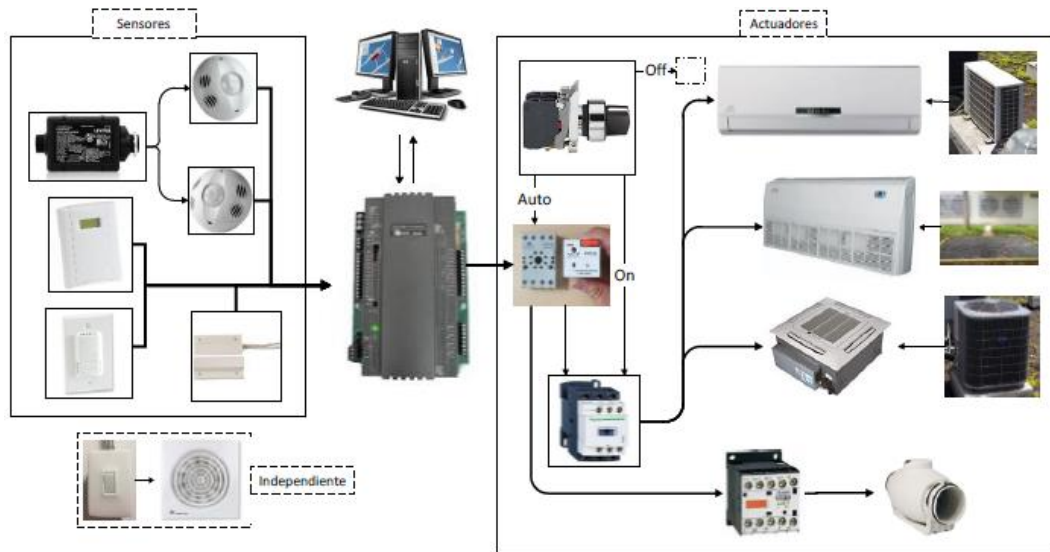 Sensores
Actuadores
Off
Auto
On
Independiente